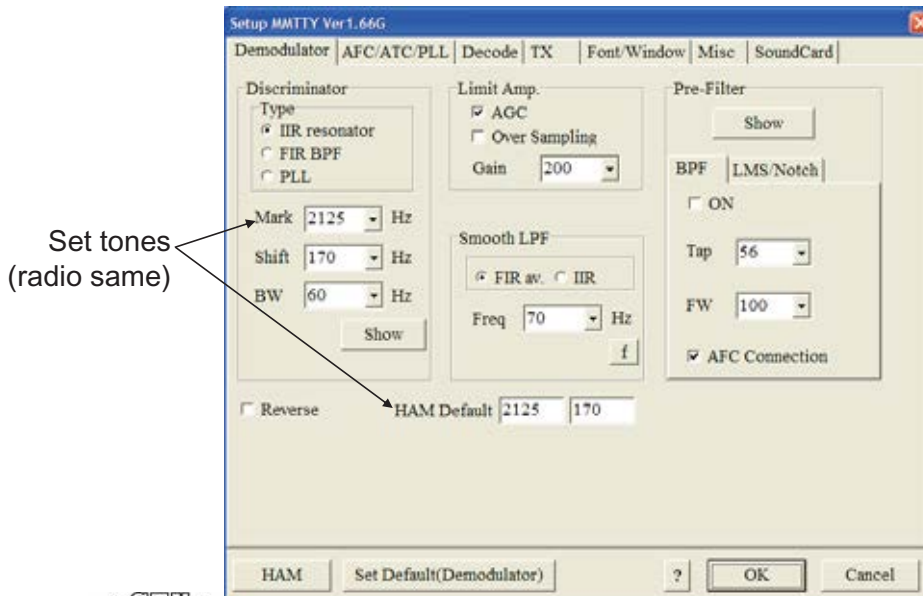 Setup MMTTY Ver1.66G
Demodulator AFC/ATC/PLL Decode TX Font/Window Misc SoundCard
Discriminator
Type
IIR resonator
FIR BPF
PLL
Mark 2125 Hz
Shift 170 Hz
BW 60 Hz
Show
Limit Amp.
AGC
Over Sampling
Gain 200
Smooth LPF
FIR av. IIR
Freq 70 Hz
f
Pre-Filter
Show
BPF LMS/Notch
ON
Tap 56
FW 100
AFC Connection
Set tones
(radio same)
Reverse HAM Default 2125 170
HAM Set Default(Demodulator) ? OK Cancel